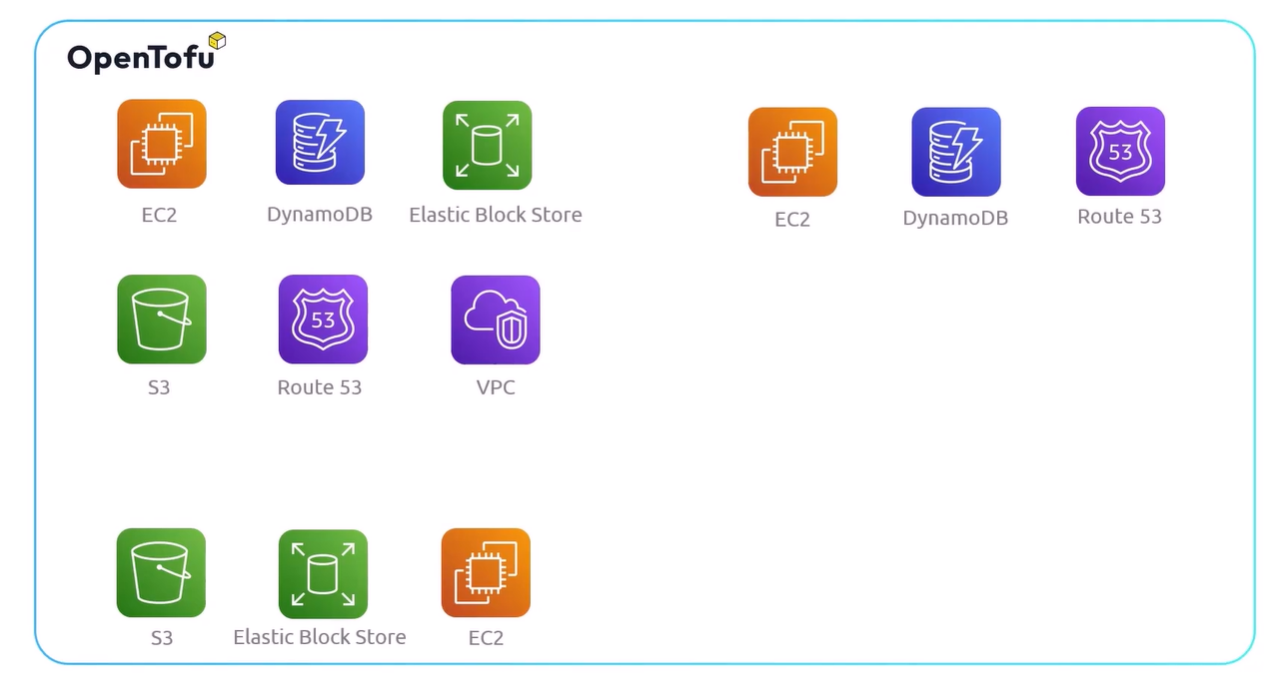 OpenTofu
EC2
DynamoDB
Elastic Block Store
EC2
DynamoDB
Route 53
53
53
S3
Route 53
VPC
S3
Elastic Block Store
EC2